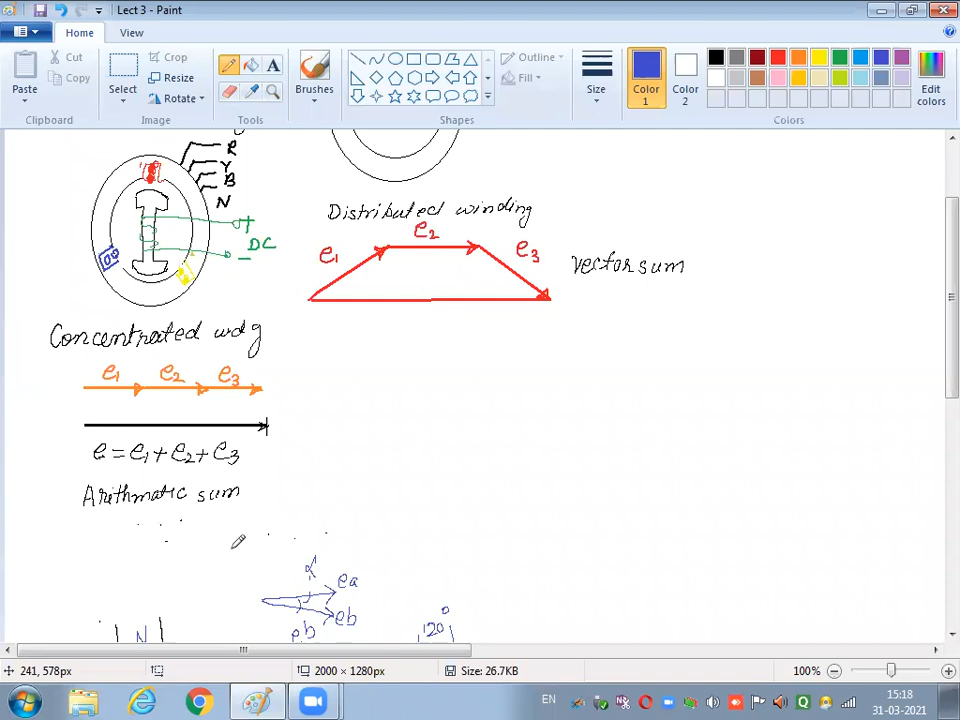 Lect 3 - Paint
Home
View
Paste
Cut
Copy
Clipboard
Select
Crop
Resize
Rotate
Image
A
Tools
Brushes
Outline
Fill
Shapes
Size
Color 1
Color 2
Edit colors
Colors
R
Y
B
N
+
DC
-
Distributed winding
e1
e2
e3
vector sum
Concentrated wdg
e1 e2 e3
e = e1 + e2 + e3
Arithmatic sum
α
ea
eb
eb
120°
N
241, 578px
2000 × 1280px
Size: 26.7KB
100%
EN
15:18
31-03-2021